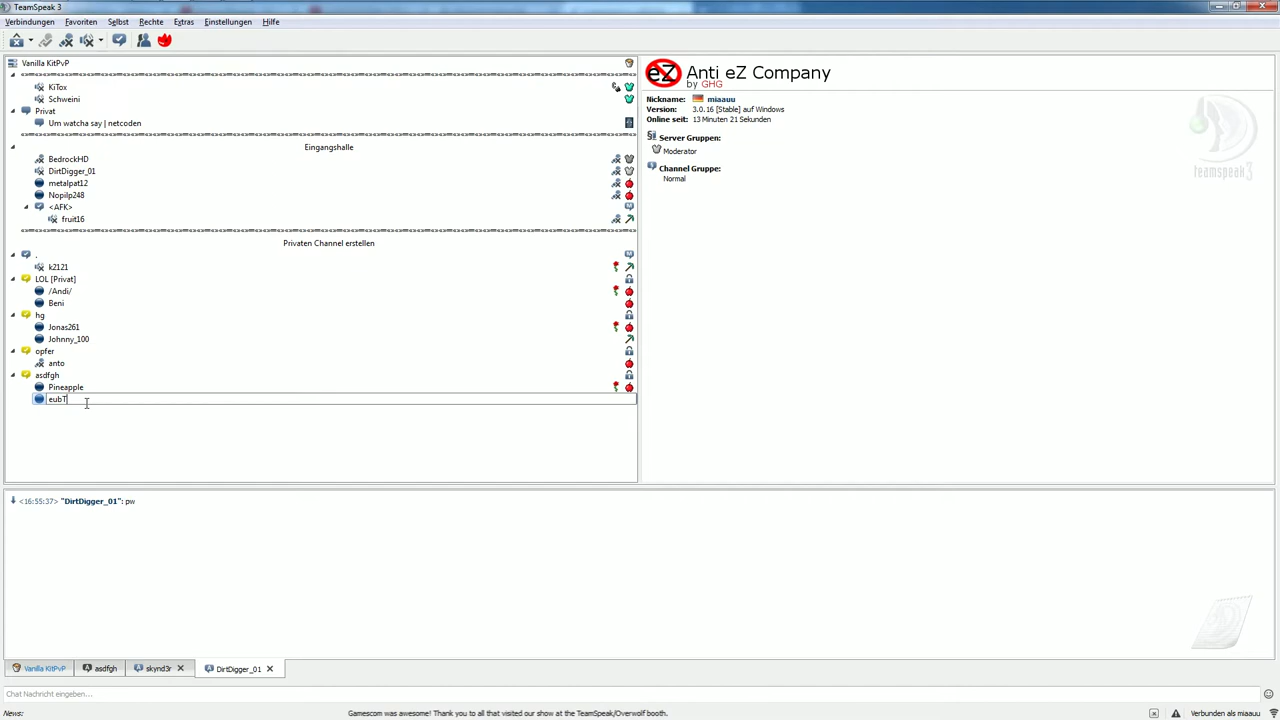 TeamSpeak 3
Verbindungen Favoriten Selbst Rechte Extras Einstellungen Hilfe
Vanilla KitPvP
KiTox
Schweini
Privat
Um watcha say | netcoden
Eingangshalle
BedrockHD
DirtDigger_01
metalpat12
Nopilp248
<AFK>
fruit16
Privaten Channel erstellen
.
k2121
LOL [Privat]
/Andi/
Beni
hg
Jonas261
Johnny_100
opfer
anto
asdfgh
Pineapple
eubT
eZ Anti eZ Company
by GHG
Nickname: miaauu
Version: 3.0.16 [Stable] auf Windows
Online seit: 13 Minuten 21 Sekunden
Server Gruppen:
Moderator
Channel Gruppe:
Normal
teamspeak3
<16:55:37> "DirtDigger_01": pw
Vanilla KitPvP asdfgh skynd3r DirtDigger_01
Chat Nachricht eingeben...
News: Gamescom was awesome! Thank you to all that visited our show at the TeamSpeak/Overwolf booth. Verbunden als miaauu